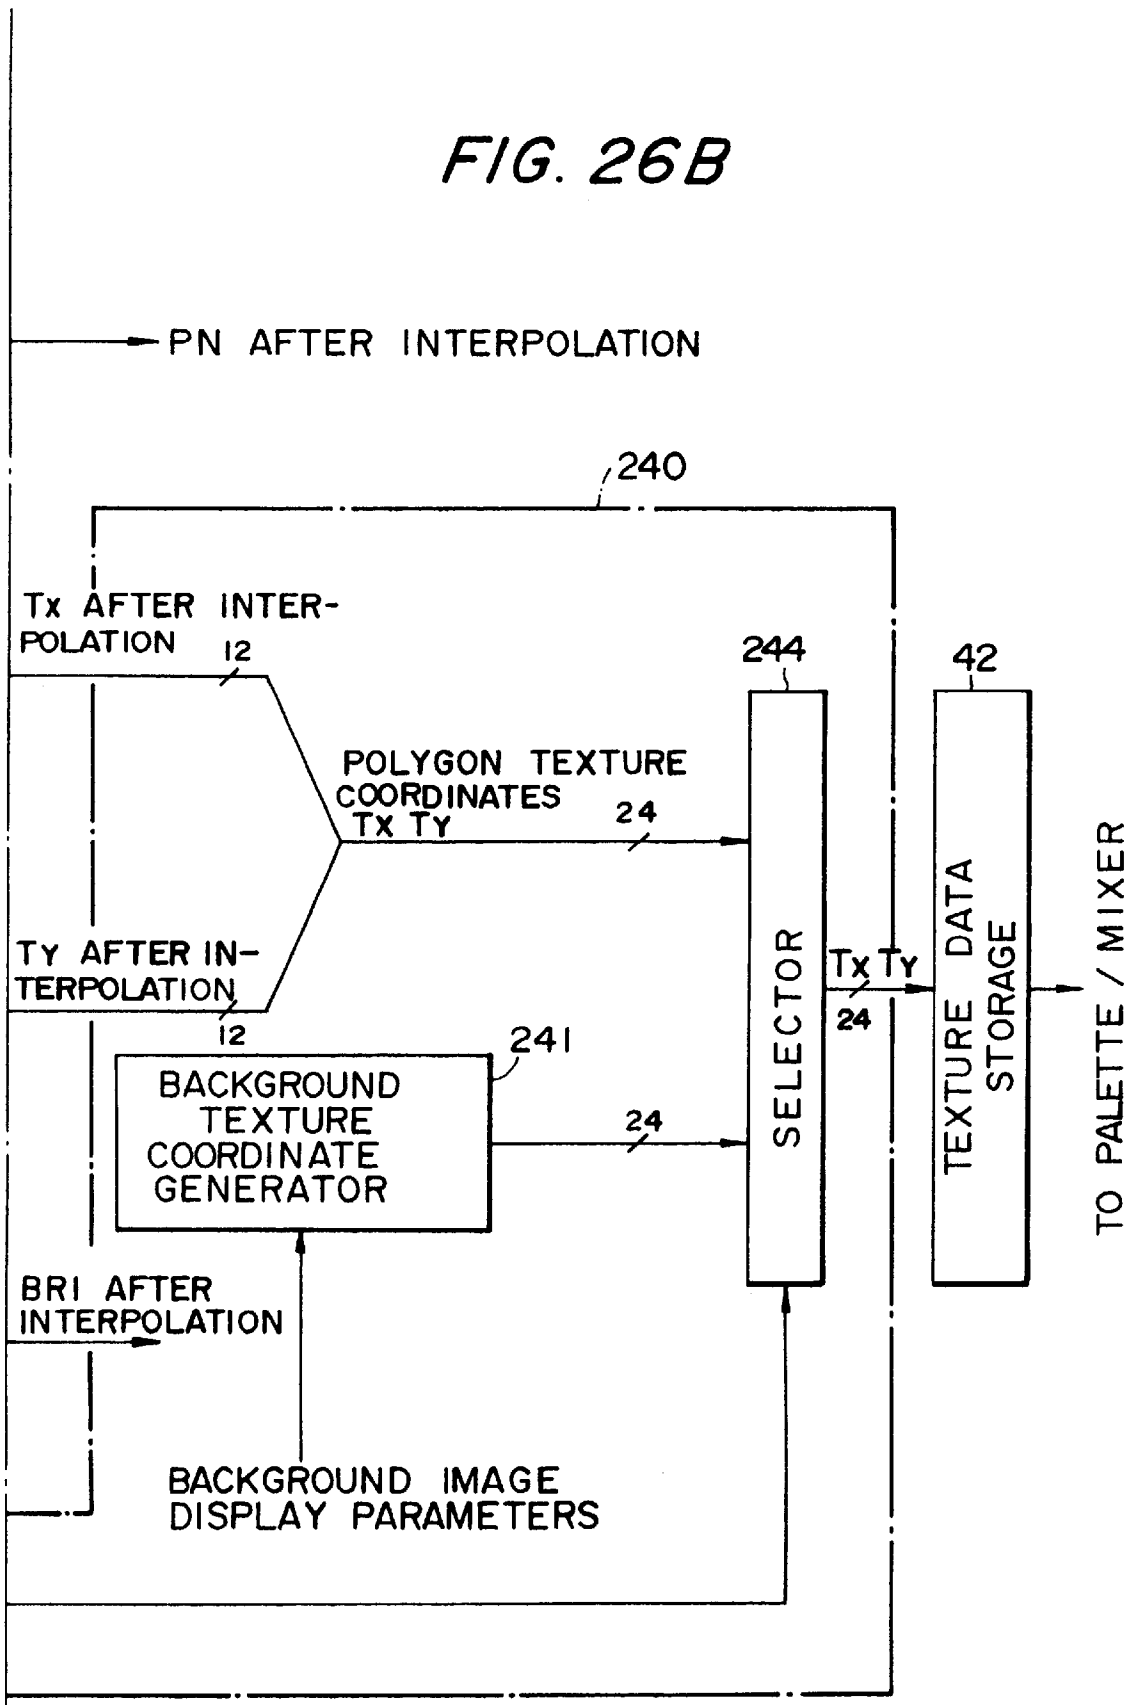 FIG. 26B
PN AFTER INTERPOLATION
240
Tx AFTER INTER-
POLATION
12
244
42
POLYGON TEXTURE
COORDINATES
Tx TY
24
TY AFTER IN-
TERPOLATION
12
SELECTOR
Tx TY
24
TEXTURE DATA
STORAGE
TO PALETTE / MIXER
241
BACKGROUND
TEXTURE
COORDINATE
GENERATOR
24
BRI AFTER
INTERPOLATION
BACKGROUND IMAGE
DISPLAY PARAMETERS